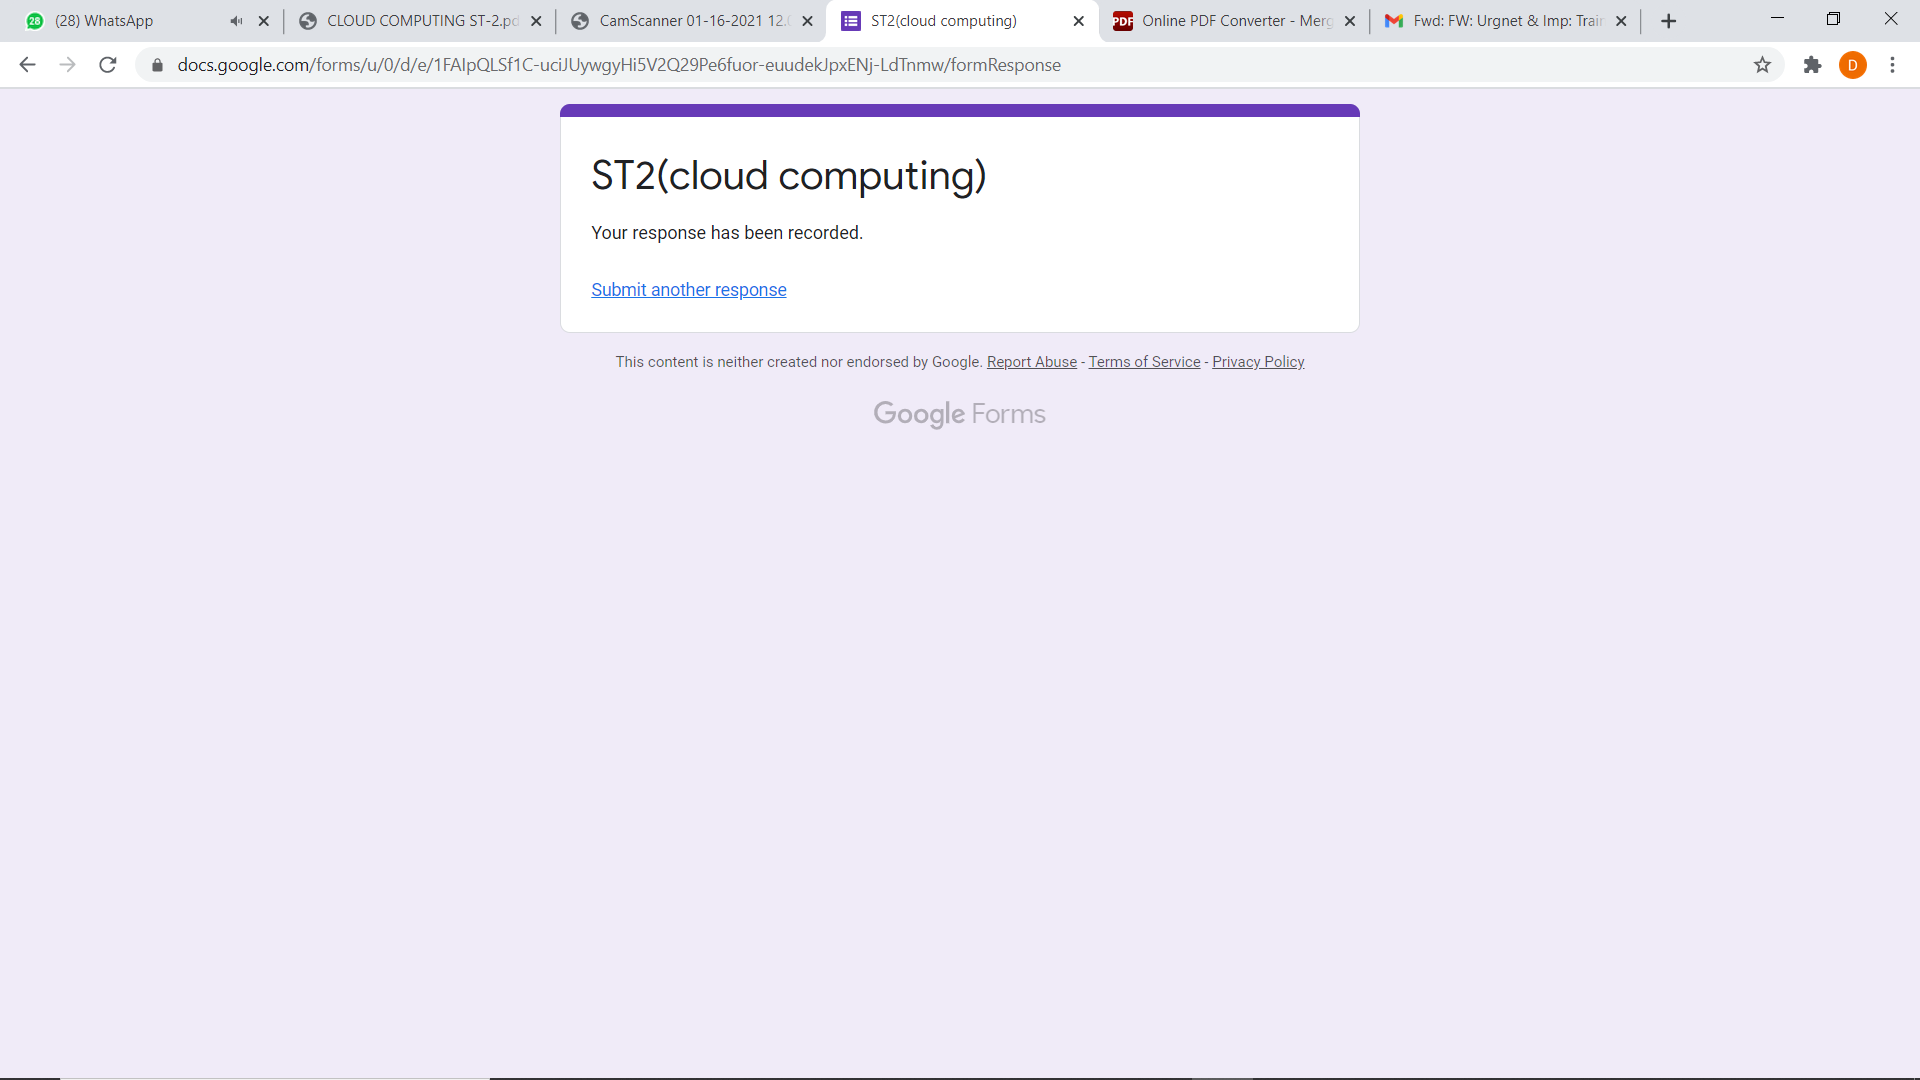 28 (28) WhatsApp
CLOUD COMPUTING ST-2.pd
CamScanner 01-16-2021 12.
ST2(cloud computing)
PDF Online PDF Converter - Merg
Fwd: FW: Urgnet & Imp: Train
docs.google.com/forms/u/0/d/e/1FAIpQLSf1C-uciJUywgyHi5V2Q29Pe6fuor-euudekJpxENj-LdTnmw/formResponse
D
ST2(cloud computing)
Your response has been recorded.
Submit another response
This content is neither created nor endorsed by Google. Report Abuse - Terms of Service - Privacy Policy
Google Forms